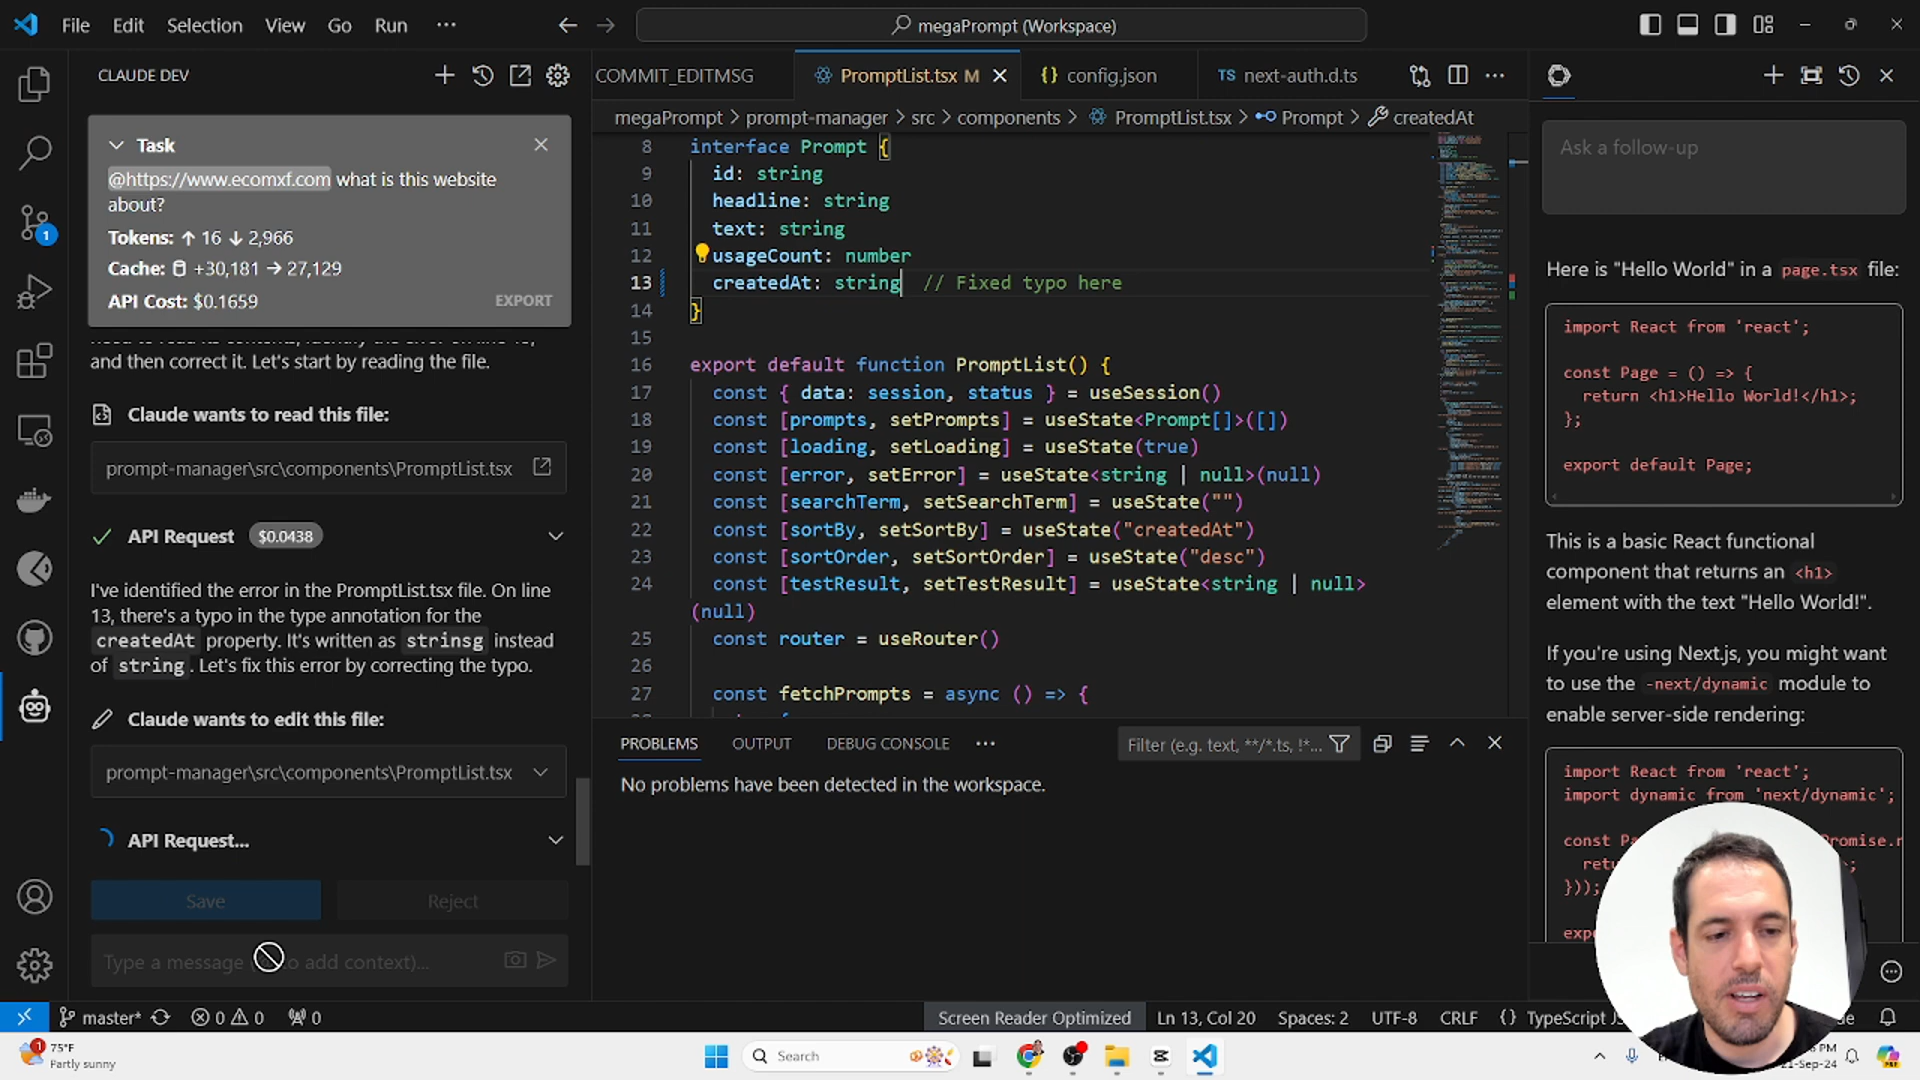 File Edit Selection View Go Run ...
megaPrompt (Workspace)
CLAUDE DEV
Task
@https://www.ecomxf.com what is this website
about?
Tokens: ↑ 16 ↓ 2,966
Cache: +30,181 → 27,129
API Cost: $0.1659
EXPORT
and then correct it. Let's start by reading the file.
Claude wants to read this file:
prompt-manager\src\components\PromptList.tsx
API Request $0.0438
I've identified the error in the PromptList.tsx file. On line
13, there's a typo in the type annotation for the
createdAt property. It's written as strinsg instead
of string. Let's fix this error by correcting the typo.
Claude wants to edit this file:
prompt-manager\src\components\PromptList.tsx
API Request...
Save Reject
Type a message to add context)...
COMMIT_EDITMSG PromptList.tsx M {} config.json TS next-auth.d.ts ...
megaPrompt > prompt-manager > src > components > PromptList.tsx > Prompt > createdAt
8 interface Prompt {
9 id: string
10 headline: string
11 text: string
12 usageCount: number
13 createdAt: string // Fixed typo here
14 }
15
16 export default function PromptList() {
17 const { data: session, status } = useSession()
18 const [prompts, setPrompts] = useState<Prompt[]>([])
19 const [loading, setLoading] = useState(true)
20 const [error, setError] = useState<string | null>(null)
21 const [searchTerm, setSearchTerm] = useState("")
22 const [sortBy, setSortBy] = useState("createdAt")
23 const [sortOrder, setSortOrder] = useState("desc")
24 const [testResult, setTestResult] = useState<string | null>
(null)
25 const router = useRouter()
26
27 const fetchPrompts = async () => {
PROBLEMS OUTPUT DEBUG CONSOLE ...
Filter (e.g. text, **/*.ts, !*...
No problems have been detected in the workspace.
Ask a follow-up
Here is "Hello World" in a page.tsx file:
import React from 'react';
const Page = () => {
return <h1>Hello World!</h1>;
};
export default Page;
This is a basic React functional
component that returns an <h1>
element with the text "Hello World!".
If you're using Next.js, you might want
to use the -next/dynamic module to
enable server-side rendering:
import React from 'react';
import dynamic from 'next/dynamic';
const
}));
master* 0 0 0
Screen Reader Optimized Ln 13, Col 20 Spaces: 2 UTF-8 CRLF {} TypeScript
75°F
Partly sunny
Search
PM
-Sep-24